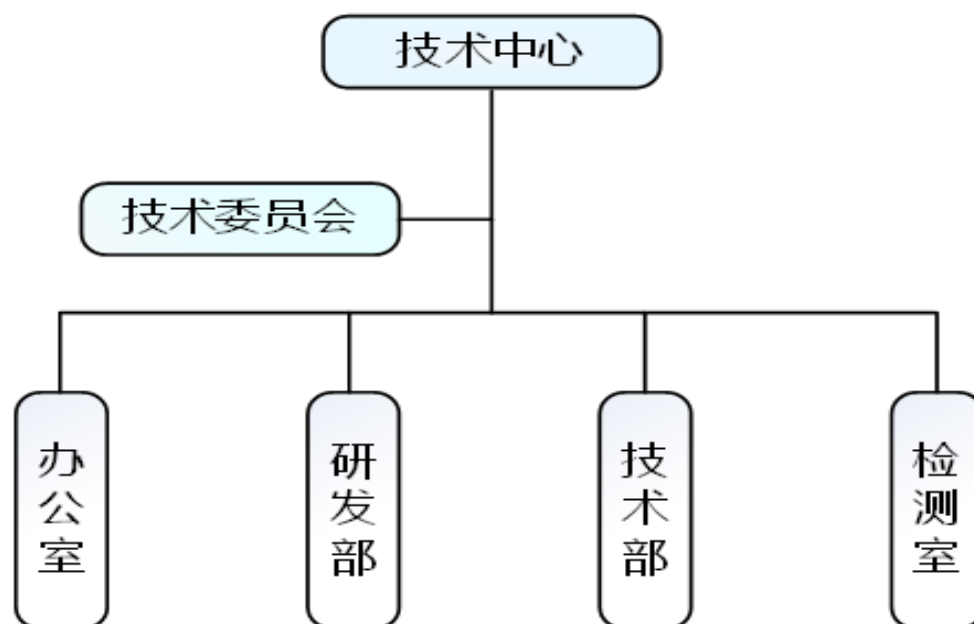 技术中心
技术委员会
办公室
研发部
技术部
检测室